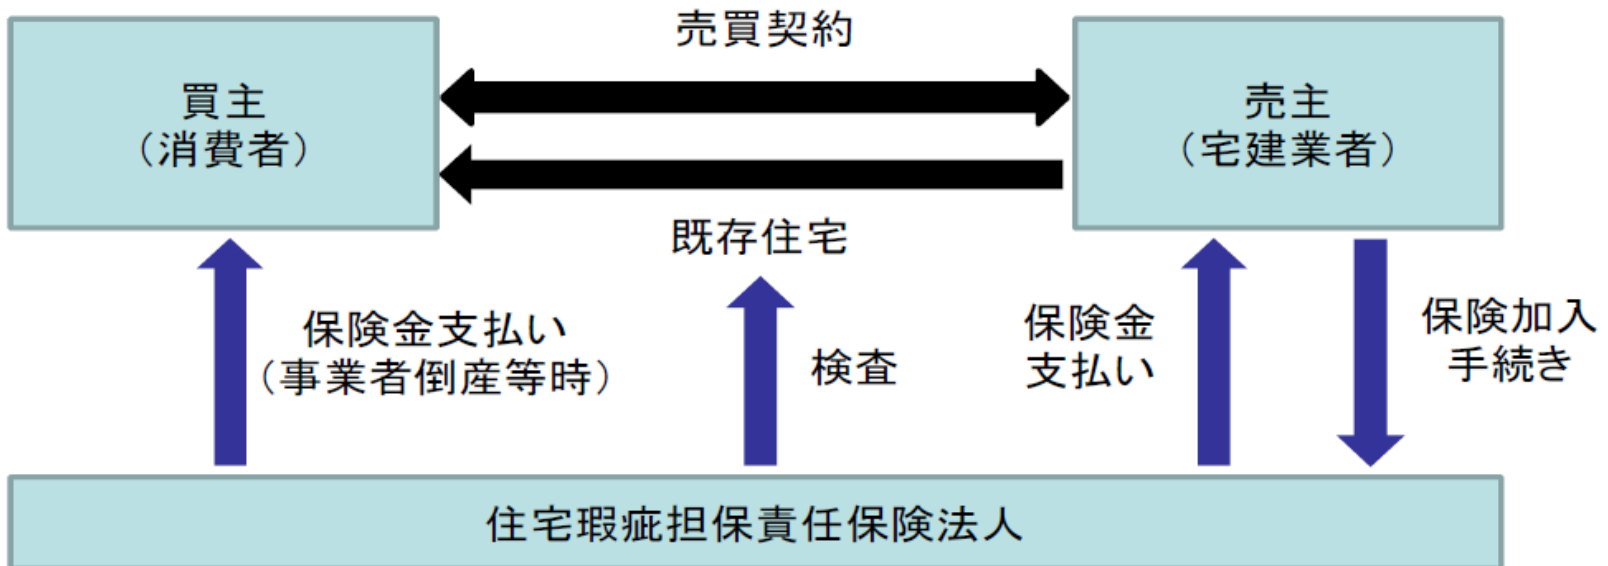 売買契約
買主
（消費者）
売主
（宅建業者）
既存住宅
保険金支払い
（事業者倒産等時）
検査
保険金
支払い
保険加入
手続き
住宅瑕疵担保責任保険法人